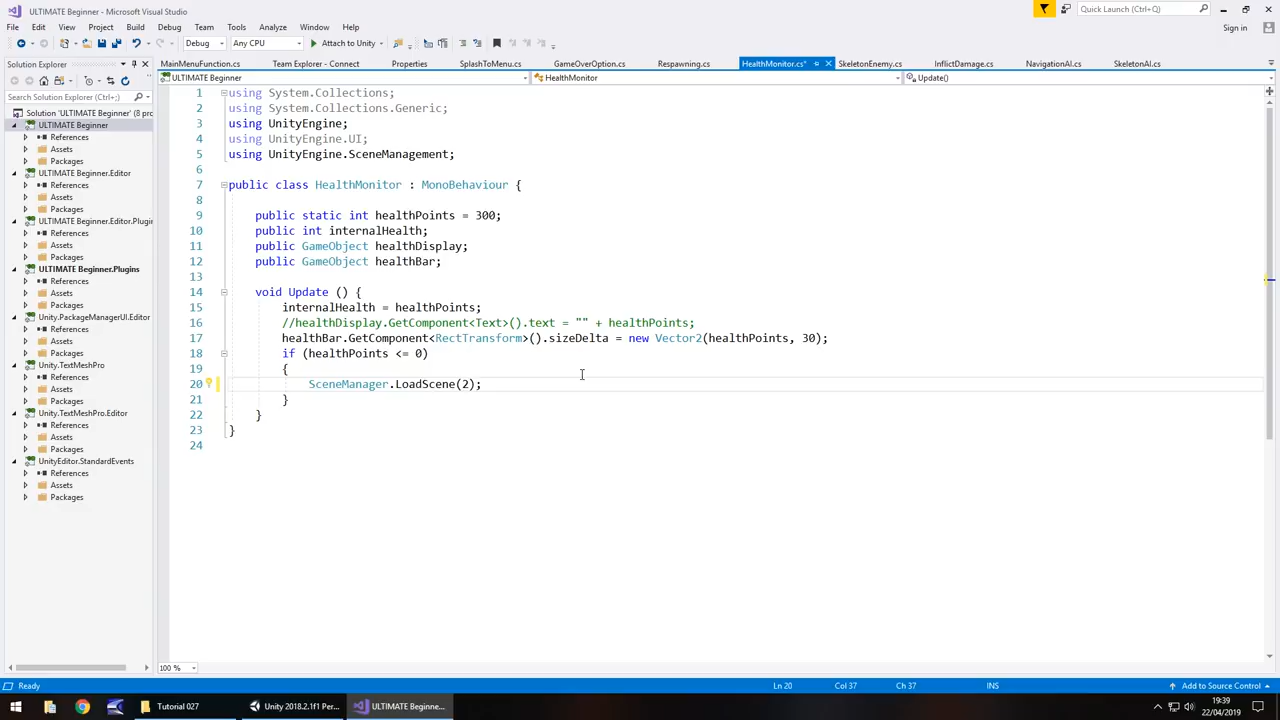 ULTIMATE Beginner - Microsoft Visual Studio
Quick Launch (Ctrl+Q)
File Edit View Project Build Debug Team Tools Analyze Window Help
Sign in
Debug Any CPU Attach to Unity
Solution Explorer
MainMenuFunction.cs Team Explorer - Connect Properties SplashToMenu.cs GameOverOption.cs Respawning.cs HealthMonitor.cs* SkeletonEnemy.cs InflictDamage.cs NavigationAI.cs SkeletonAI.cs
ULTIMATE Beginner HealthMonitor Update()
Search Solution Explorer (Ctrl+;)
Solution 'ULTIMATE Beginner' (8 proj
ULTIMATE Beginner
References
Assets
Packages
ULTIMATE Beginner.Editor
References
Assets
Packages
ULTIMATE Beginner.Editor.Plugin
References
Assets
Packages
ULTIMATE Beginner.Plugins
References
Assets
Packages
Unity.PackageManagerUI.Editor
References
Assets
Packages
Unity.TextMeshPro
References
Assets
Packages
Unity.TextMeshPro.Editor
References
Assets
Packages
UnityEditor.StandardEvents
References
Assets
Packages
1 using System.Collections;
2 using System.Collections.Generic;
3 using UnityEngine;
4 using UnityEngine.UI;
5 using UnityEngine.SceneManagement;
6
7 public class HealthMonitor : MonoBehaviour {
8
9 public static int healthPoints = 300;
10 public int internalHealth;
11 public GameObject healthDisplay;
12 public GameObject healthBar;
13
14 void Update () {
15 internalHealth = healthPoints;
16 //healthDisplay.GetComponent<Text>().text = "" + healthPoints;
17 healthBar.GetComponent<RectTransform>().sizeDelta = new Vector2(healthPoints, 30);
18 if (healthPoints <= 0)
19 {
20 SceneManager.LoadScene(2);
21 }
22 }
23 }
24
100 %
Ready Ln 20 Col 37 Ch 37 INS Add to Source Control
Tutorial 027 Unity 2018.2.1f1 Pers... ULTIMATE Beginne... 19:39
22/04/2019